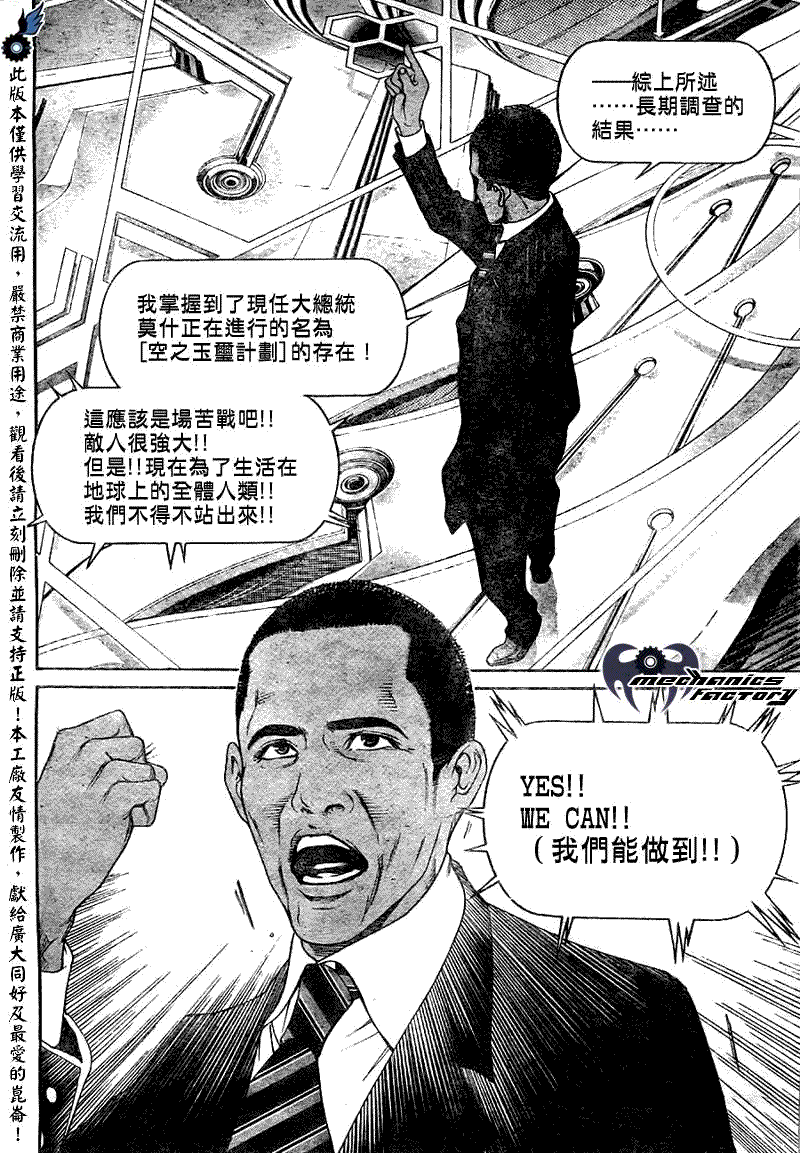 ——綜上所述
……長期調查的
結果……
我掌握到了現任大總統
莫什正在進行的名為
[空之玉璽計劃]的存在！
這應該是場苦戰吧!!
敵人很強大!!
但是!!現在為了生活在
地球上的全體人類!!
我們不得不站出來!!
mechanics
factory
YES!!
WE CAN!!
（我們能做到!!）
此版本僅供學習交流用，嚴禁商業用途，觀看後請立刻刪除並請支持正版！本工廠友情製作，獻給廣大同好及最愛的崑崙！